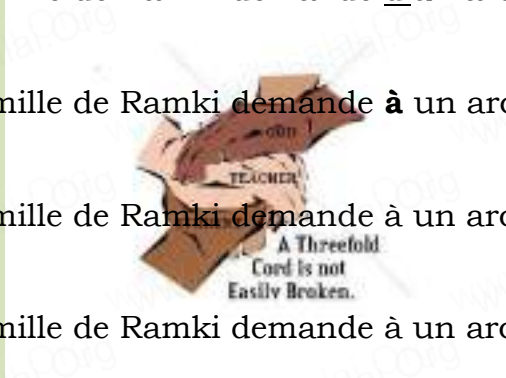 mille de Ramki demande à un arc
GOD
TEACHER
mille de Ramki demande à un arc
A Threefold
Cord is not
Easily Broken.
mille de Ramki demande à un arc